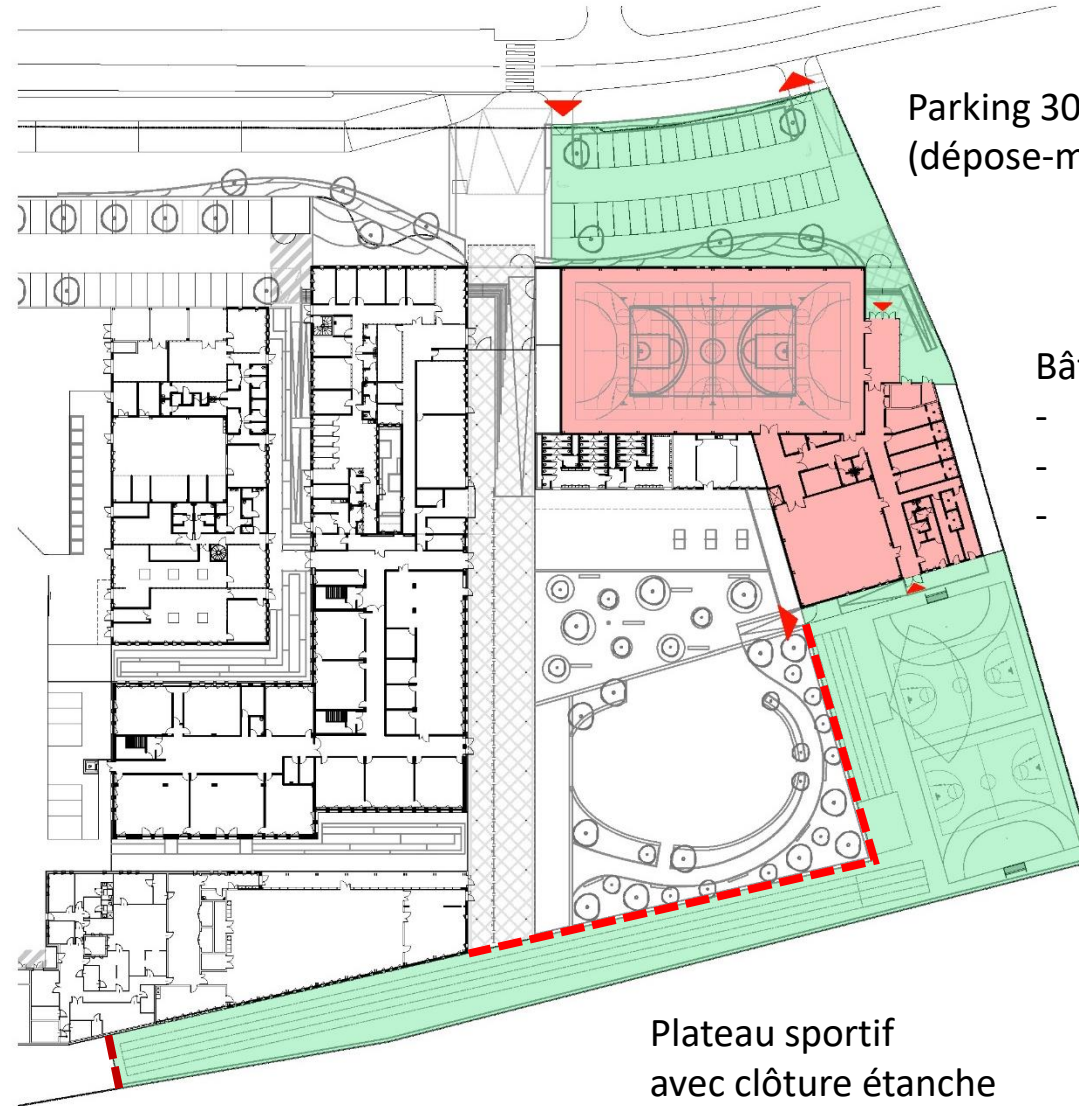 Parking 30
(dépose-m
Bât
-
-
-
Plateau sportif
avec clôture étanche